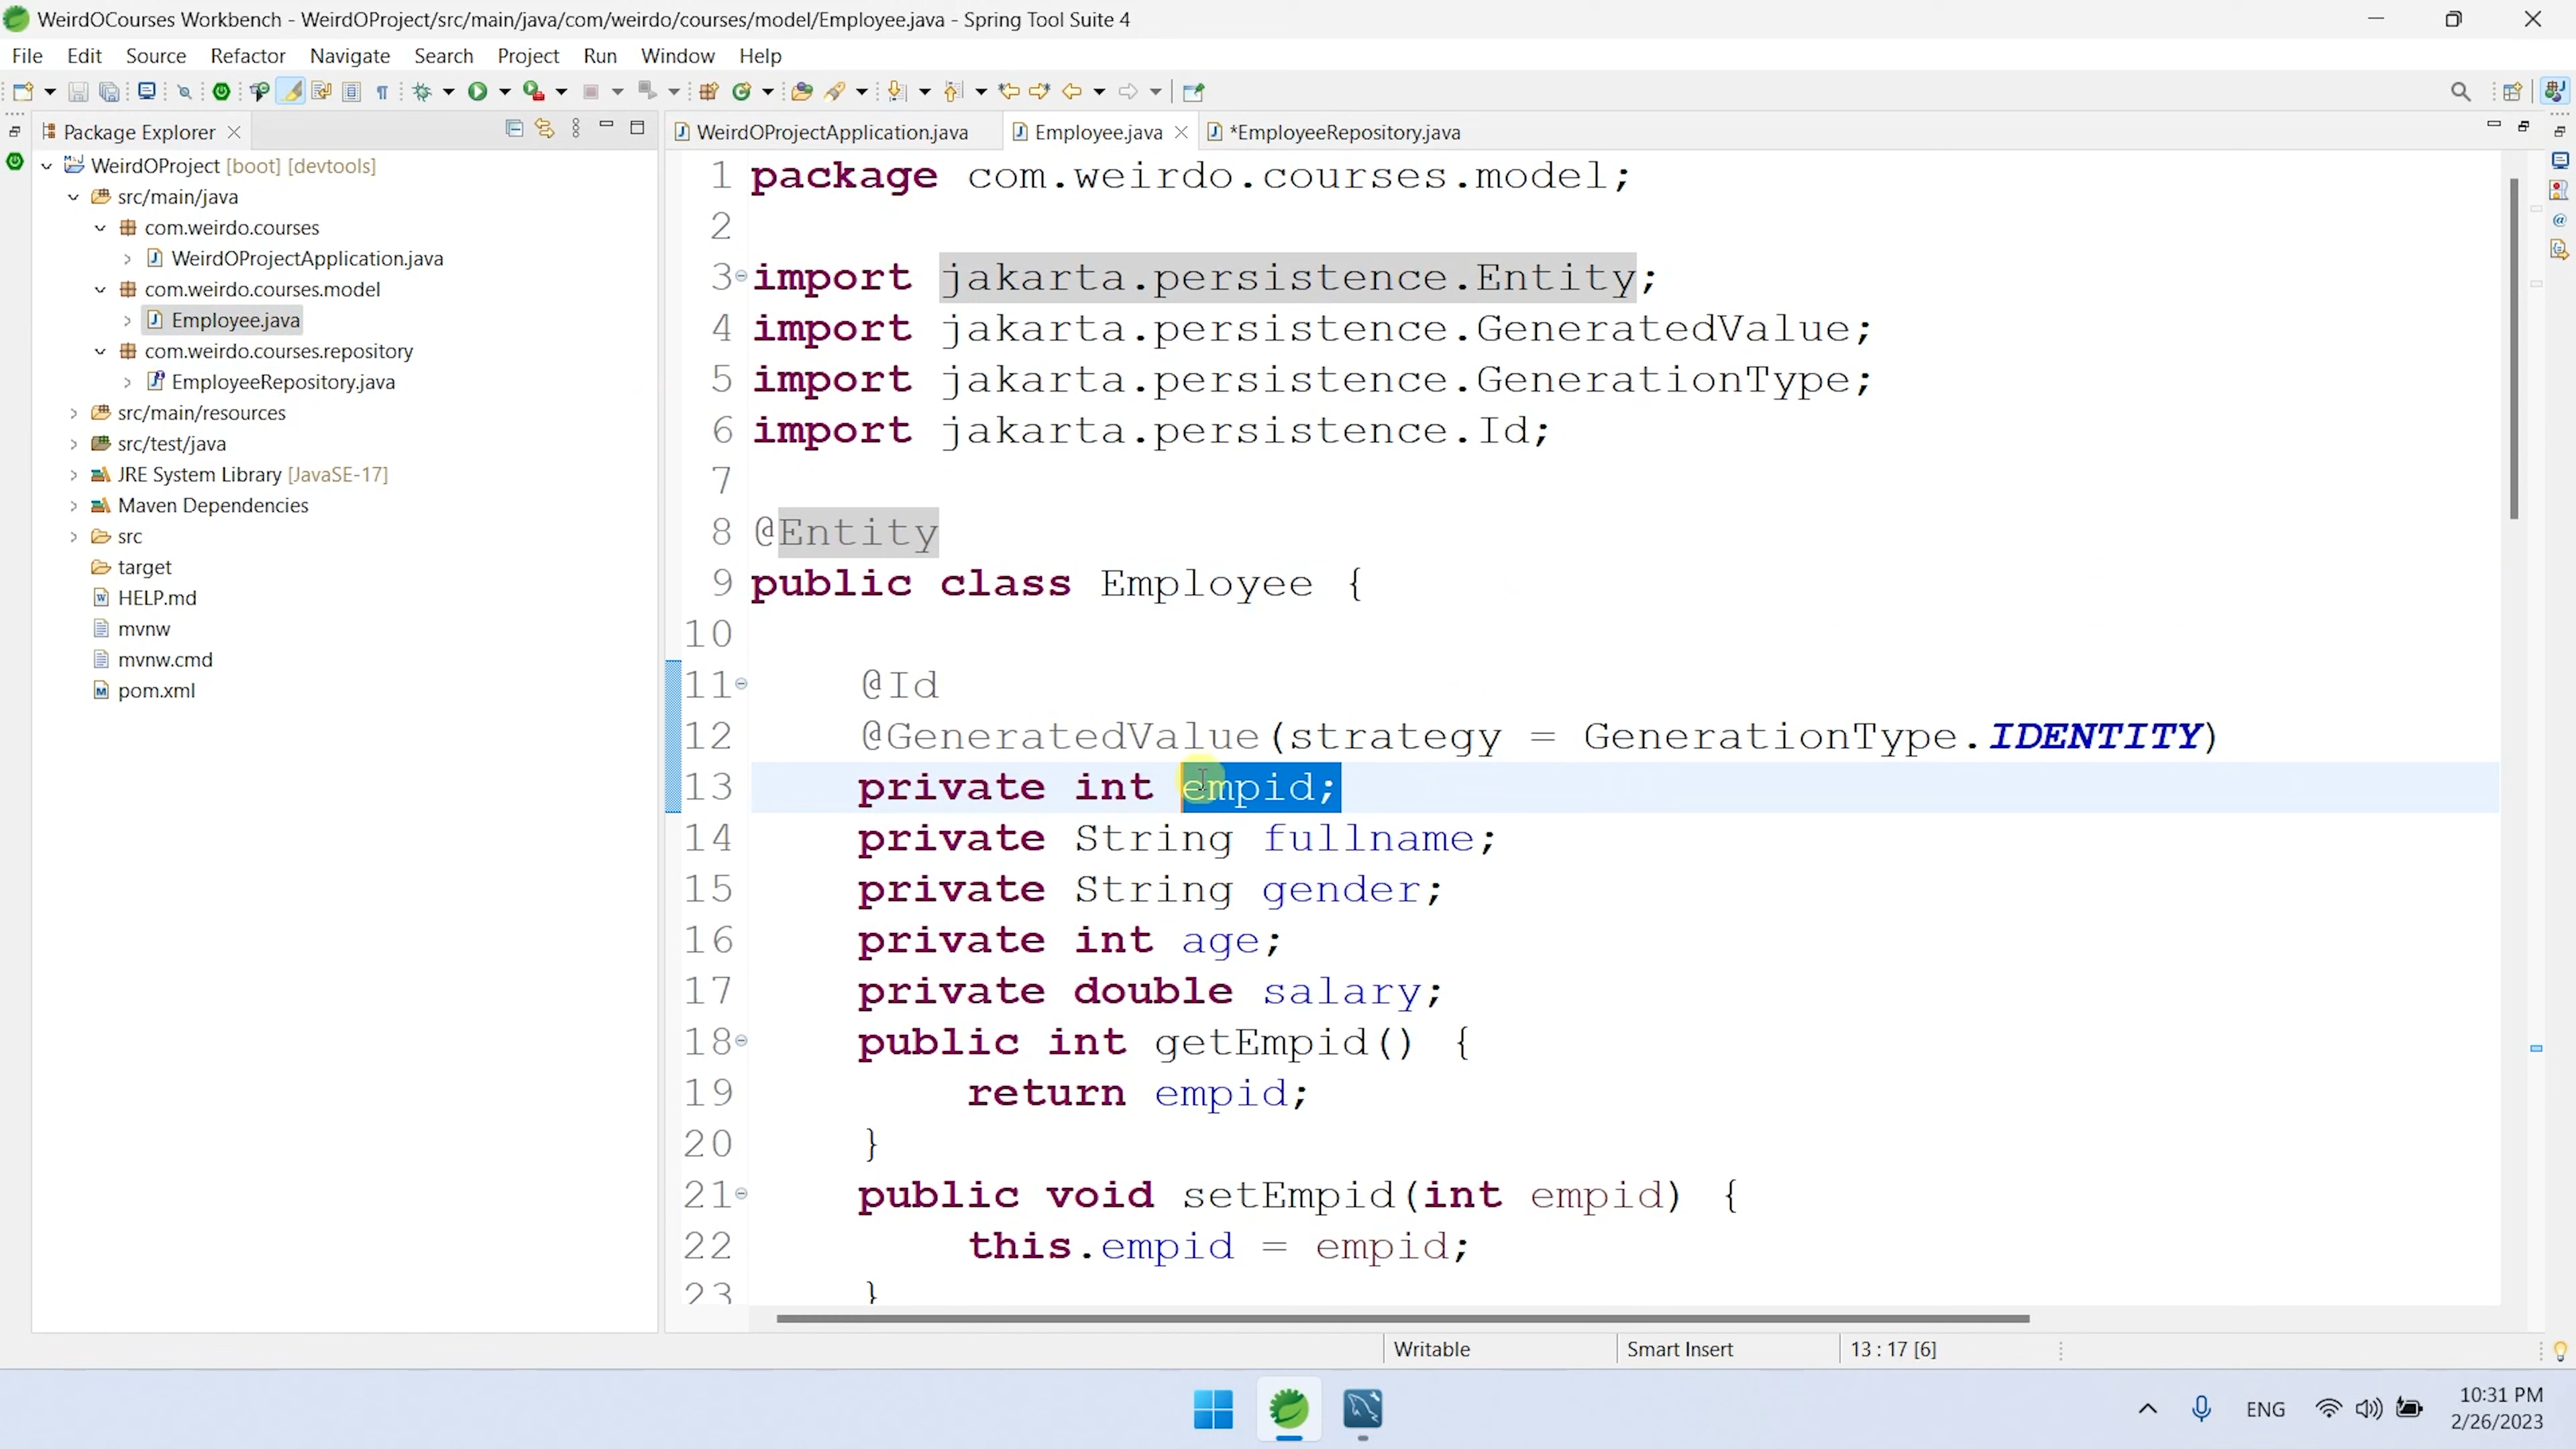 WeirdOCourses Workbench - WeirdOProject/src/main/java/com/weirdo/courses/model/Employee.java - Spring Tool Suite 4
File Edit Source Refactor Navigate Search Project Run Window Help
Package Explorer
WeirdOProject [boot] [devtools]
src/main/java
com.weirdo.courses
WeirdOProjectApplication.java
com.weirdo.courses.model
Employee.java
com.weirdo.courses.repository
EmployeeRepository.java
src/main/resources
src/test/java
JRE System Library [JavaSE-17]
Maven Dependencies
src
target
HELP.md
mvnw
mvnw.cmd
pom.xml
WeirdOProjectApplication.java Employee.java *EmployeeRepository.java
1 package com.weirdo.courses.model;
2
3 import jakarta.persistence.Entity;
4 import jakarta.persistence.GeneratedValue;
5 import jakarta.persistence.GenerationType;
6 import jakarta.persistence.Id;
7
8 @Entity
9 public class Employee {
10
11 @Id
12 @GeneratedValue(strategy = GenerationType.IDENTITY)
13 private int empid;
14 private String fullname;
15 private String gender;
16 private int age;
17 private double salary;
18 public int getEmpid() {
19 return empid;
20 }
21 public void setEmpid(int empid) {
22 this.empid = empid;
23 }
Writable Smart Insert 13 : 17 [6]
ENG
10:31 PM
2/26/2023